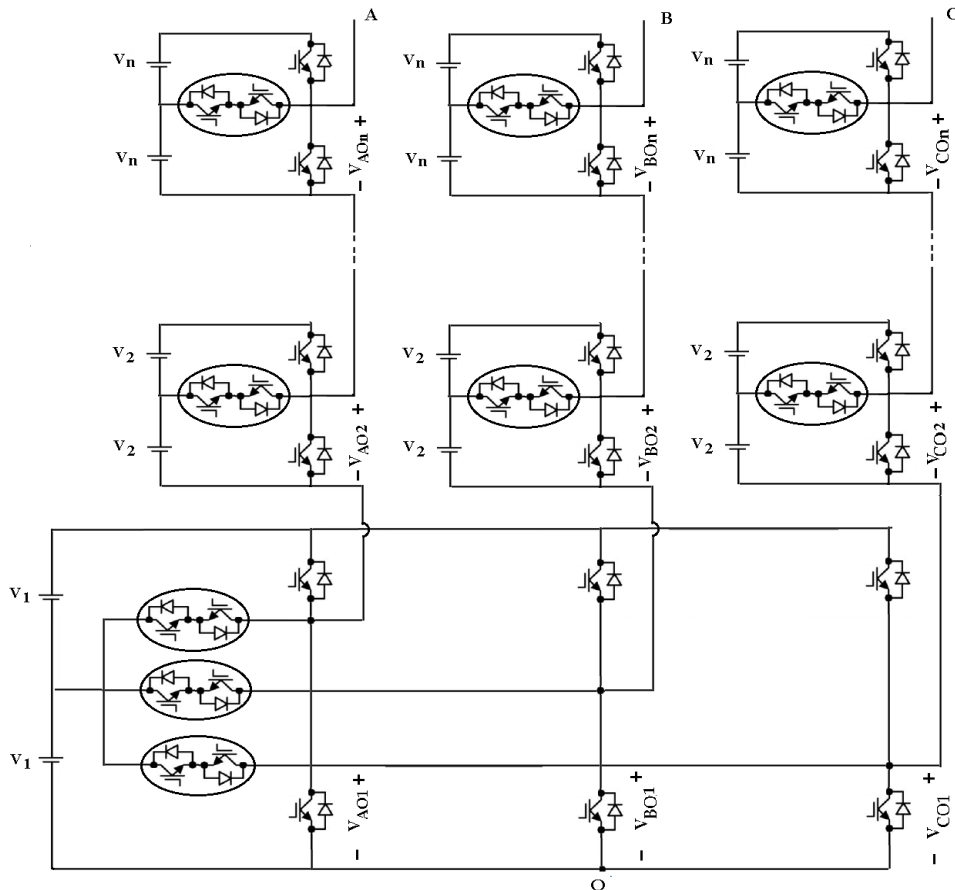 A
B
C
Vn
Vn
Vn
Vn
Vn
Vn
+
VAOn
-
+
VBOn
-
+
VCOn
-
V2
V2
V2
V2
V2
V2
+
VAO2
-
+
VBO2
-
+
VCO2
-
V1
V1
+
VAO1
-
+
VBO1
-
+
VCO1
-
O